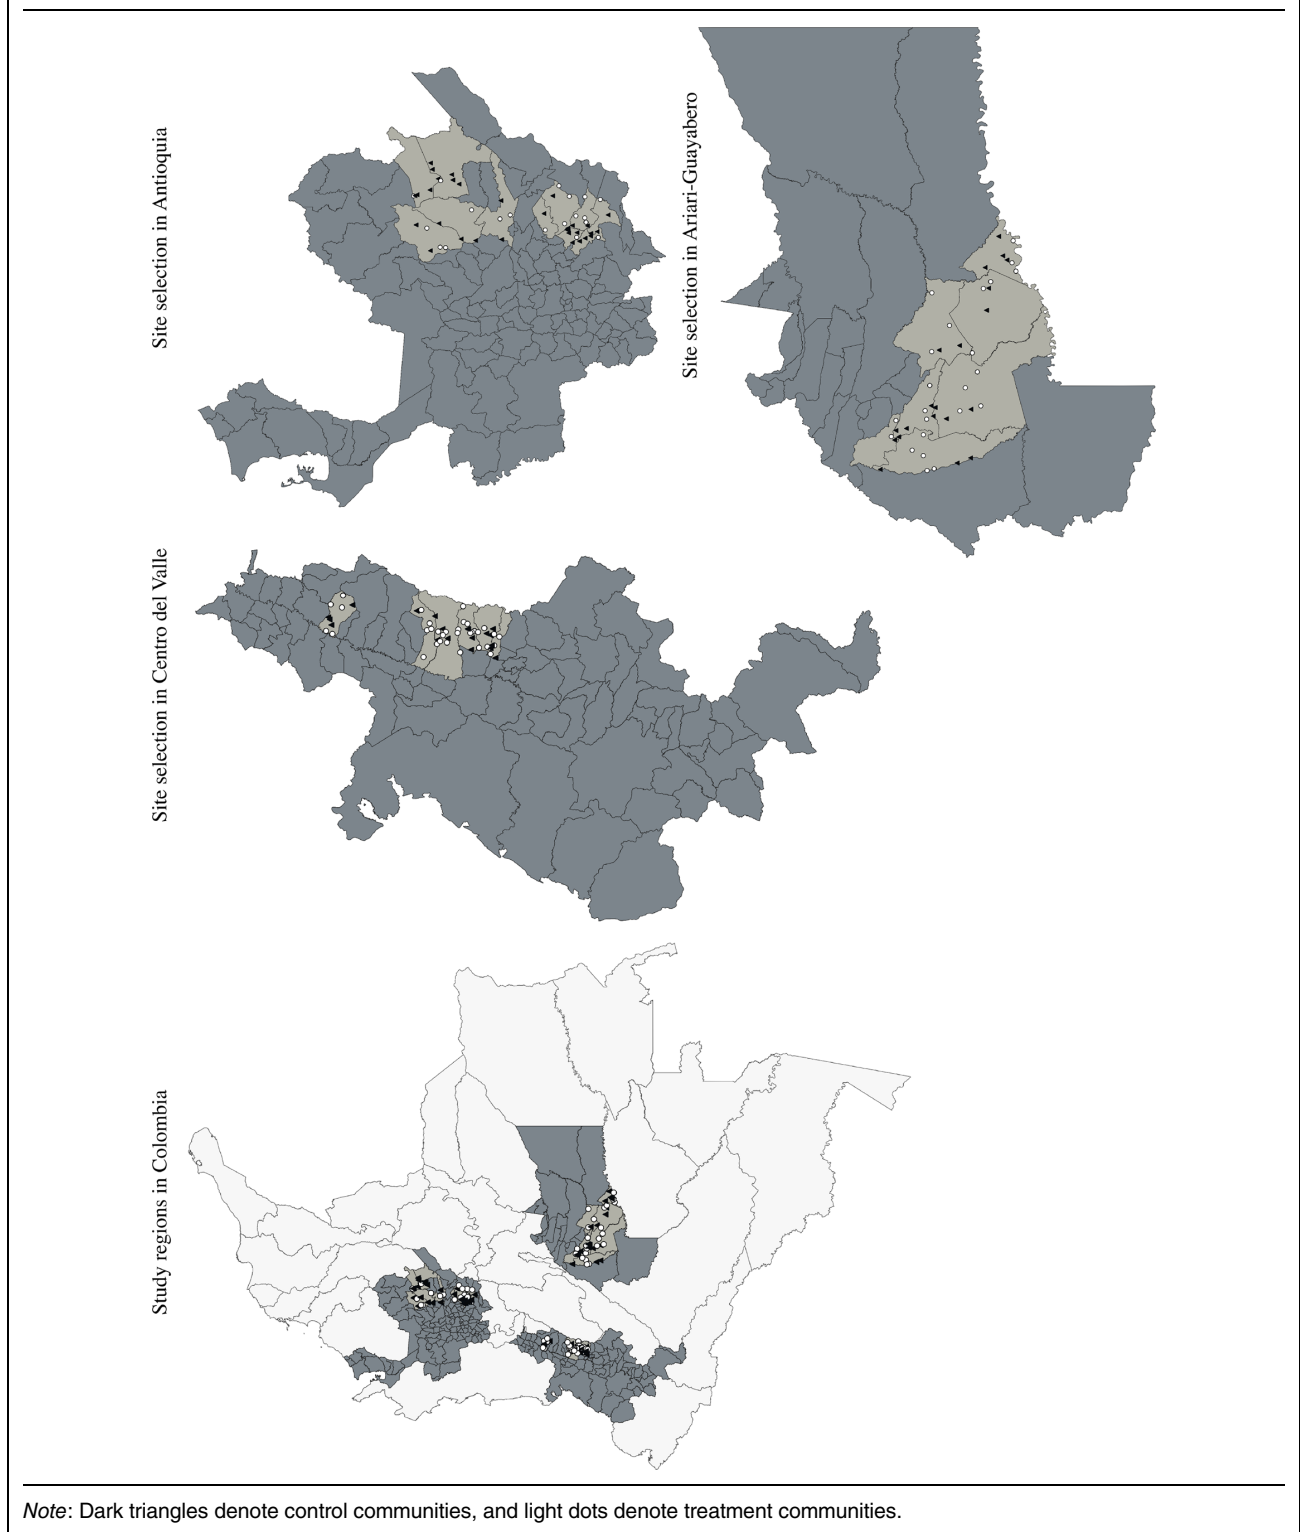 Site selection in Antioquia
Site selection in Ariari-Guayabero
Site selection in Centro del Valle
Study regions in Colombia
Note: Dark triangles denote control communities, and light dots denote treatment communities.